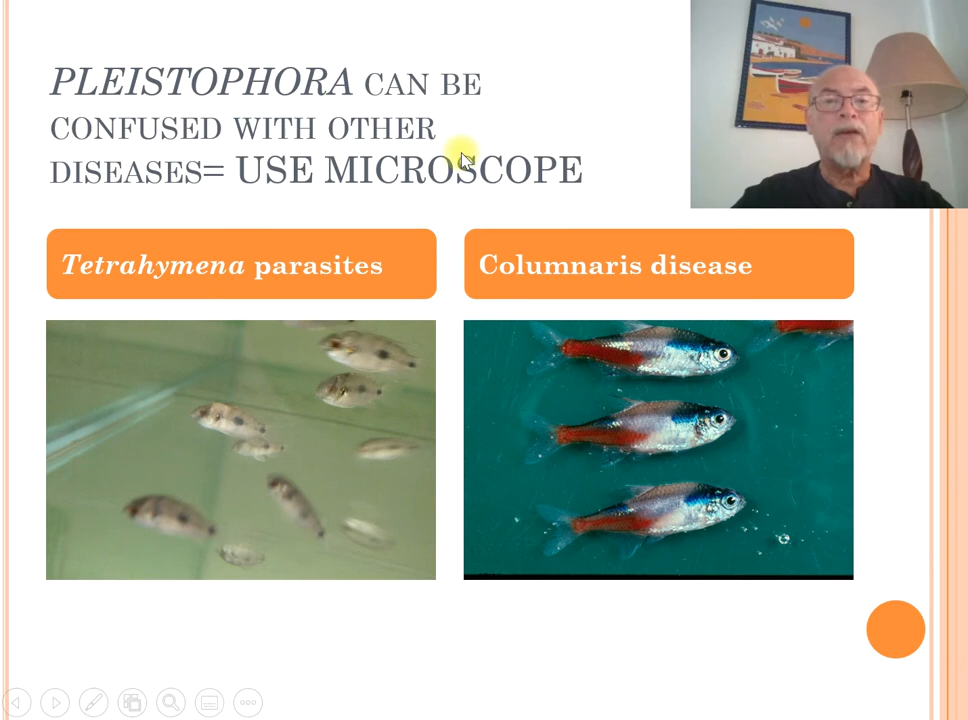 PLEISTOPHORA CAN BE
CONFUSED WITH OTHER
DISEASES= USE MICROSCOPE
Tetrahymena parasites
Columnaris disease